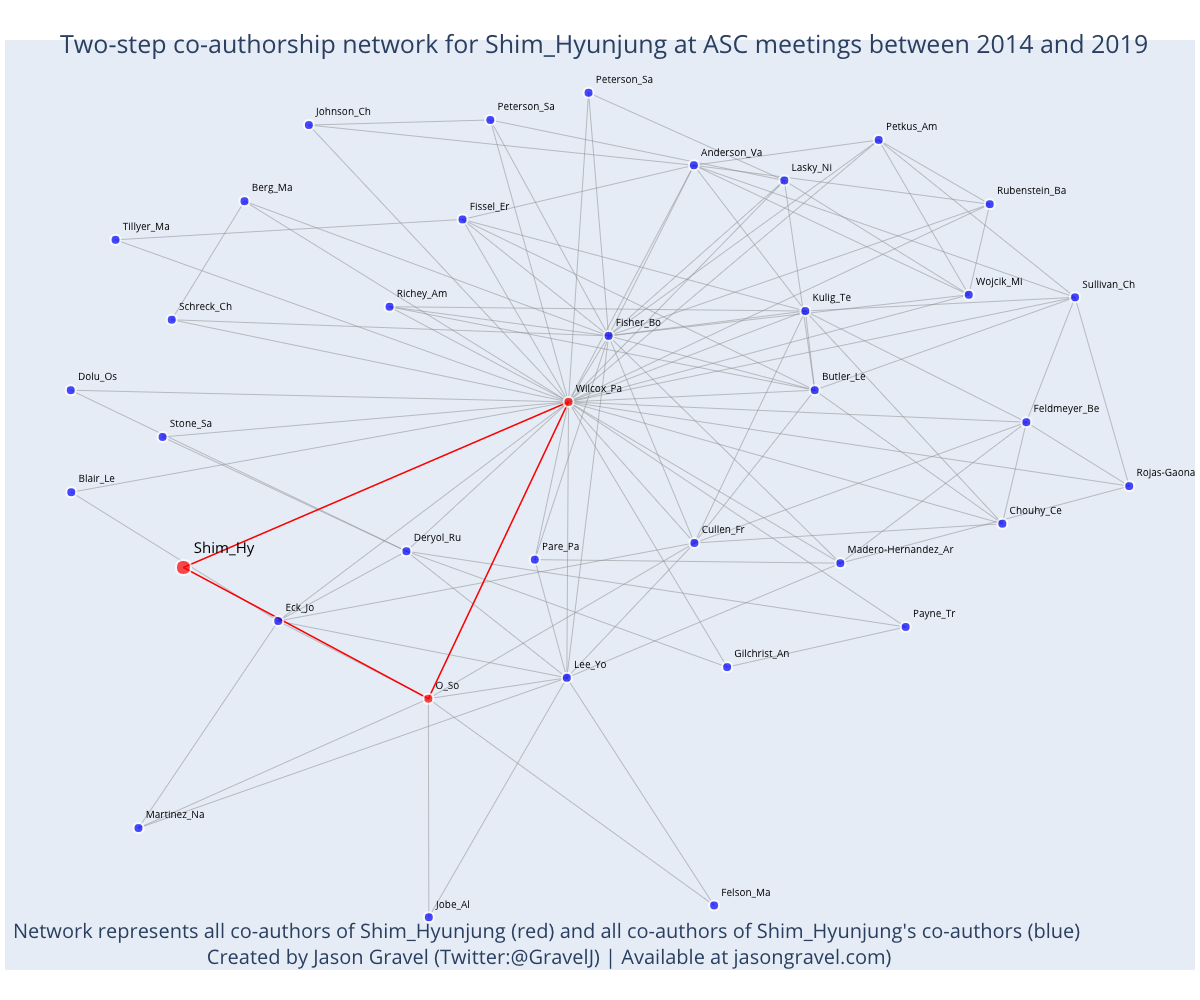 Two-step co-authorship network for Shim_Hyunjung at ASC meetings between 2014 and 2019
Peterson_Sa
Peterson_Sa
Johnson_Ch
Petkus_Am
Anderson_Va
Lasky_Ni
Berg_Ma
Rubenstein_Ba
Fissel_Er
Tillyer_Ma
Wojcik_Mi
Sullivan_Ch
Richey_Am
Kulig_Te
Schreck_Ch
Fisher_Bo
Dolu_Os
Butler_Le
Wilcox_Pa
Feldmeyer_Be
Stone_Sa
Rojas-Gaona
Blair_Le
Chouhy_Ce
Cullen_Fr
Deryol_Ru
Pare_Pa
Shim_Hy
Madero-Hernandez_Ar
Eck_Jo
Payne_Tr
Gilchrist_An
Lee_Yo
O_So
Martinez_Na
Felson_Ma
Jobe_Al
Network represents all co-authors of Shim_Hyunjung (red) and all co-authors of Shim_Hyunjung's co-authors (blue)
Created by Jason Gravel (Twitter:@GravelJ) | Available at jasongravel.com)